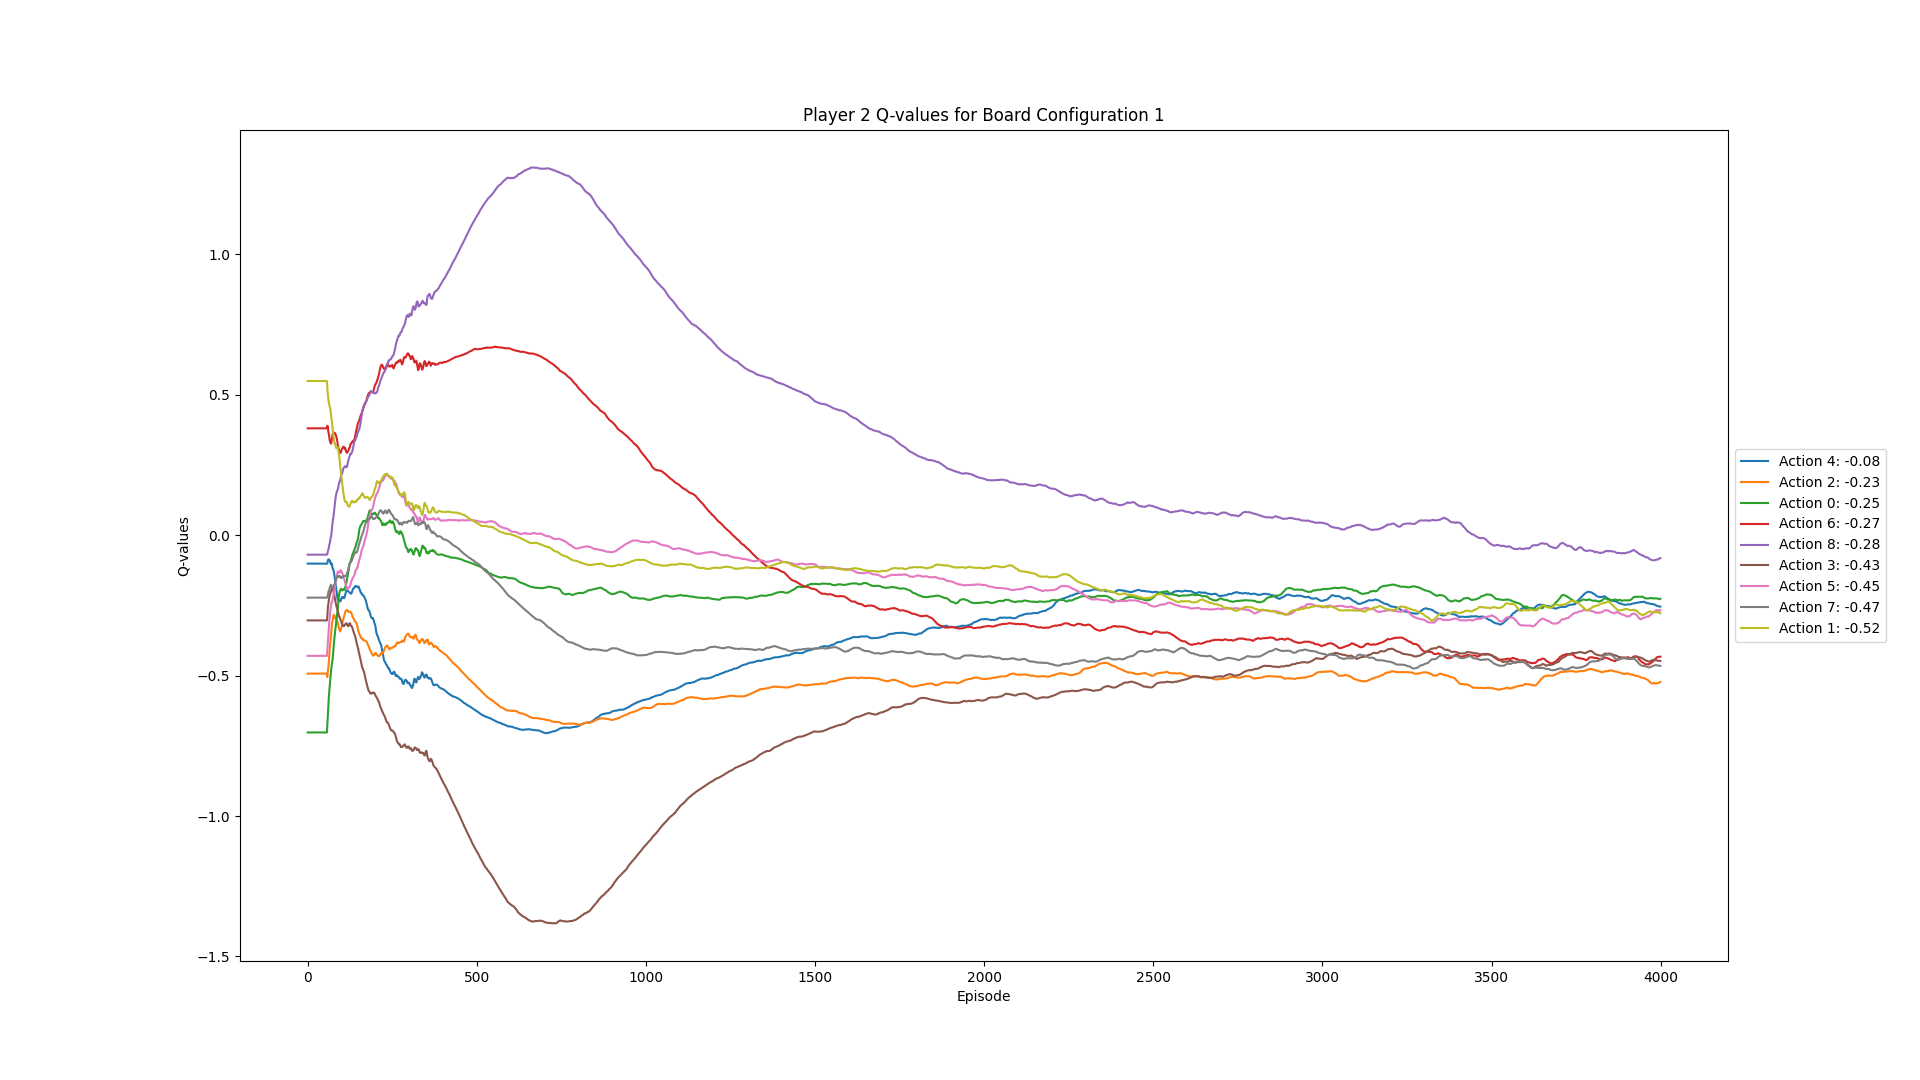 Player 2 Q-values for Board Configuration 1
Q-values
1.0
0.5
0.0
−0.5
−1.0
−1.5
0 500 1000 1500 2000 2500 3000 3500 4000
Episode
Action 4: -0.08
Action 2: -0.23
Action 0: -0.25
Action 6: -0.27
Action 8: -0.28
Action 3: -0.43
Action 5: -0.45
Action 7: -0.47
Action 1: -0.52